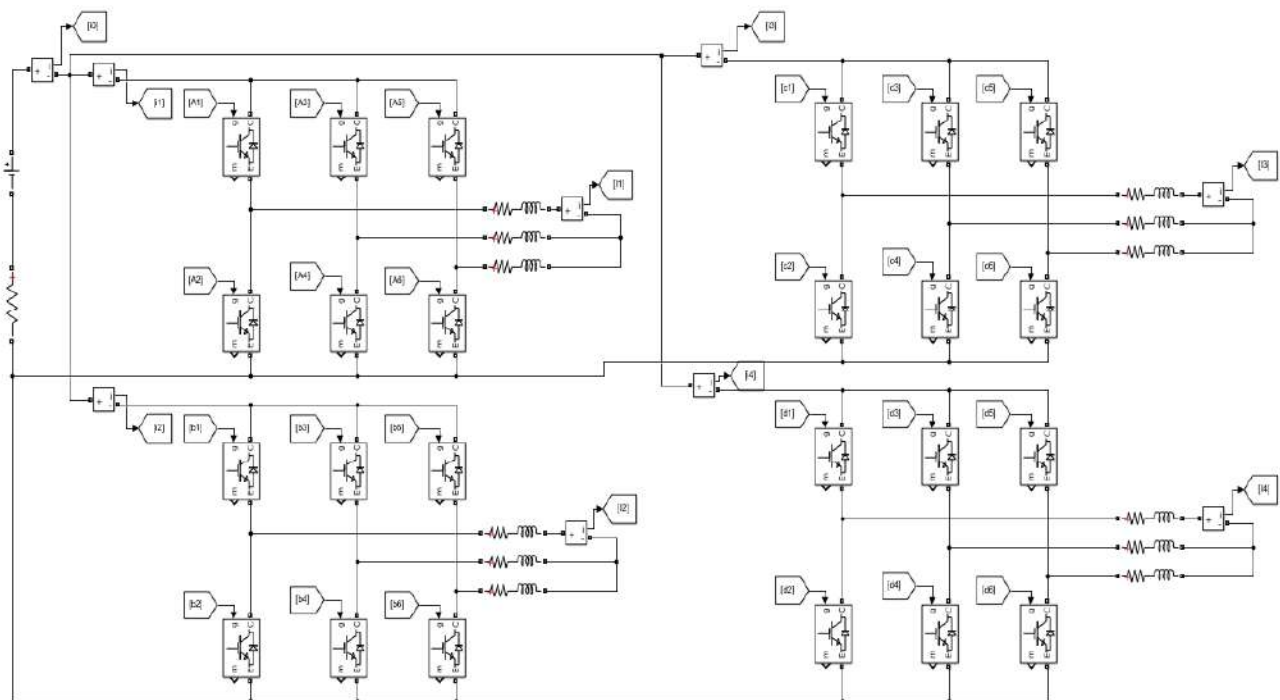 [i0]
[i3]
[i1]
[A1]
[A3]
[A5]
[c1]
[c3]
[c5]
g C
g C
g C
g C
g C
g C
m E
m E
m E
m E
m E
m E
[I1]
[I3]
[A2]
[A4]
[A6]
[c2]
[c4]
[c6]
g C
g C
g C
g C
g C
g C
m E
m E
m E
m E
m E
m E
[i4]
[i2]
[b1]
[b3]
[b5]
[d1]
[d3]
[d5]
g C
g C
g C
g C
g C
g C
m E
m E
m E
m E
m E
m E
[I2]
[I4]
[b2]
[b4]
[b6]
[d2]
[d4]
[d6]
g C
g C
g C
g C
g C
g C
m E
m E
m E
m E
m E
m E